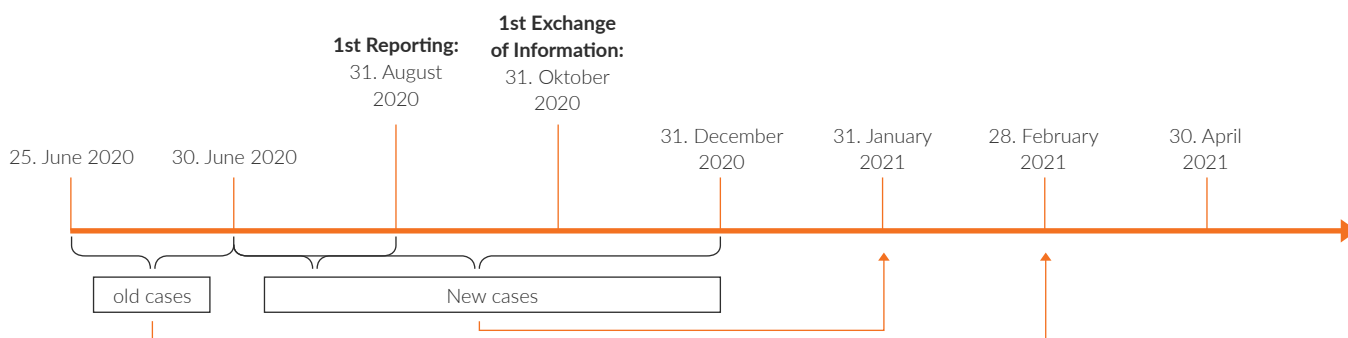 1st Reporting:
31. August
2020
1st Exchange
of Information:
31. Oktober
2020
25. June 2020
30. June 2020
31. December
2020
31. January
2021
28. February
2021
30. April
2021
old cases
New cases